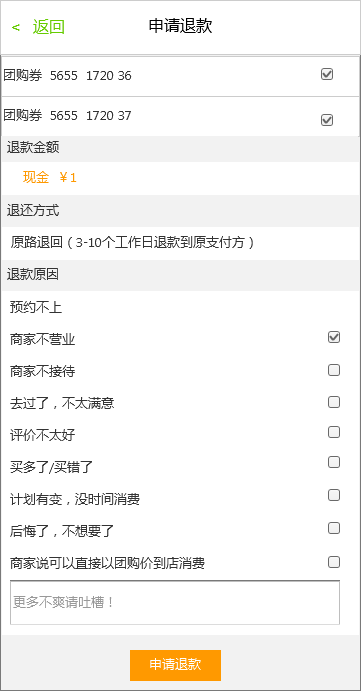 < 返回 申请退款
团购券 5655 1720 36
团购券 5655 1720 37
退款金额
现金 ￥1
退还方式
原路退回（3-10个工作日退款到原支付方）
退款原因
预约不上
商家不营业
商家不接待
去过了，不太满意
评价不太好
买多了/买错了
计划有变，没时间消费
后悔了，不想要了
商家说可以直接以团购价到店消费
更多不爽请吐槽！
申请退款